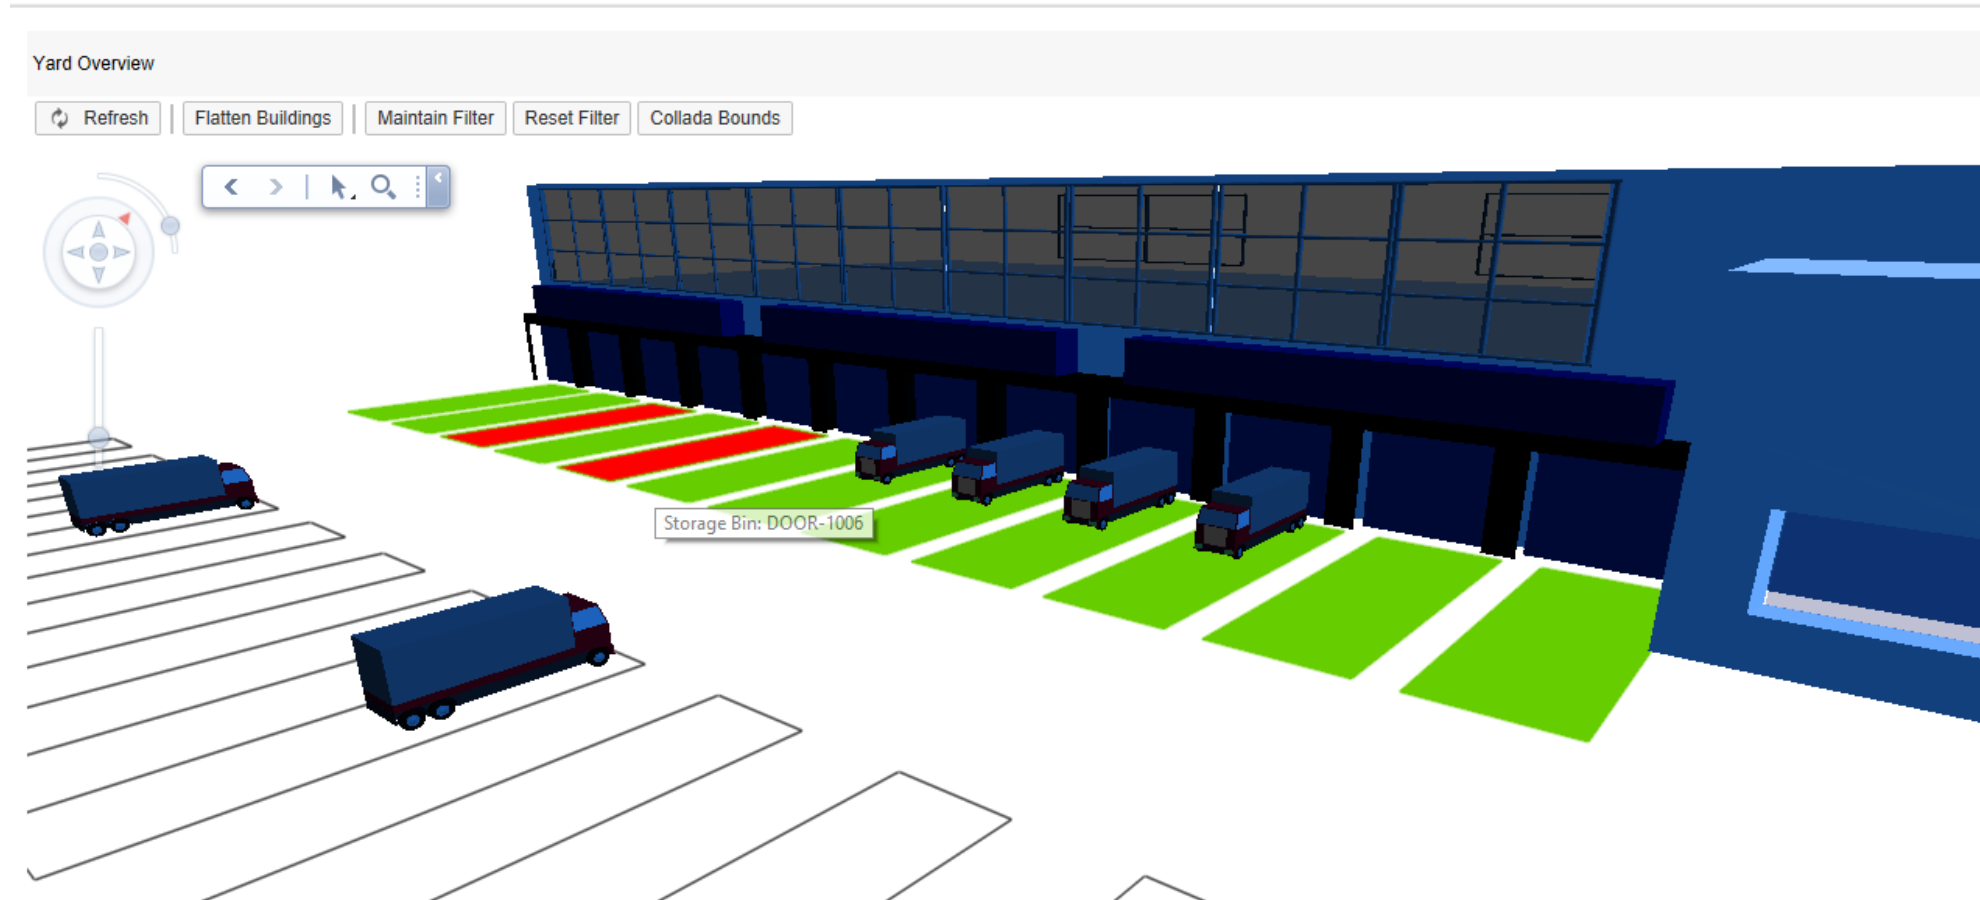 Yard Overview
Refresh
Flatten Buildings
Maintain Filter
Reset Filter
Collada Bounds
Storage Bin: DOOR-1006